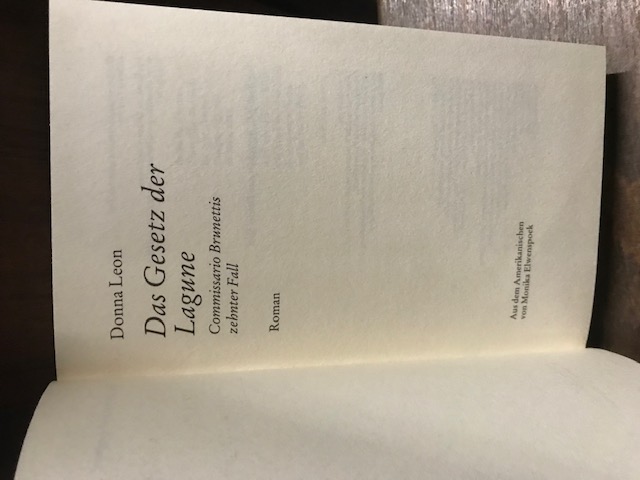 Donna Leon
Das Gesetz der
Lagune
Commissario Brunettis
zehnter Fall
Roman
Aus dem Amerikanischen
von Monika Elwenspoek